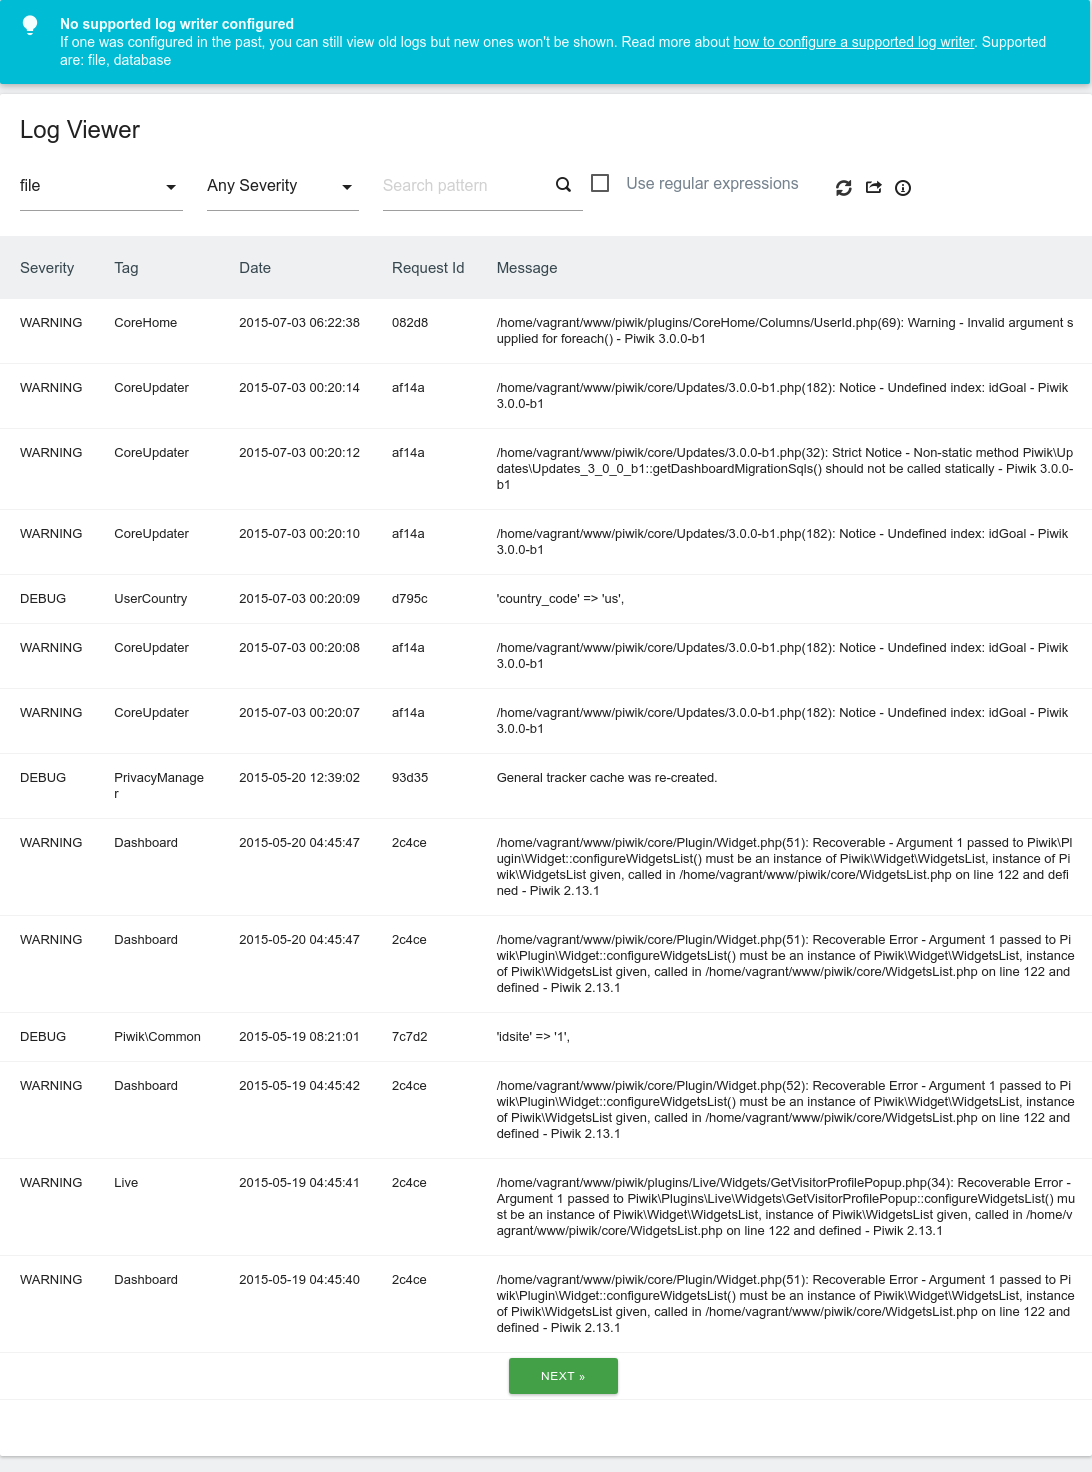 No supported log writer configured
If one was configured in the past, you can still view old logs but new ones won't be shown. Read more about how to configure a supported log writer. Supported
are: file, database
Log Viewer
file Any Severity Search pattern Use regular expressions
Severity Tag Date Request Id Message
WARNING CoreHome 2015-07-03 06:22:38 082d8 /home/vagrant/www/piwik/plugins/CoreHome/Columns/UserId.php(69): Warning - Invalid argument s
upplied for foreach() - Piwik 3.0.0-b1
WARNING CoreUpdater 2015-07-03 00:20:14 af14a /home/vagrant/www/piwik/core/Updates/3.0.0-b1.php(182): Notice - Undefined index: idGoal - Piwik
3.0.0-b1
WARNING CoreUpdater 2015-07-03 00:20:12 af14a /home/vagrant/www/piwik/core/Updates/3.0.0-b1.php(32): Strict Notice - Non-static method Piwik\Up
dates\Updates_3_0_0_b1::getDashboardMigrationSqls() should not be called statically - Piwik 3.0.0-
b1
WARNING CoreUpdater 2015-07-03 00:20:10 af14a /home/vagrant/www/piwik/core/Updates/3.0.0-b1.php(182): Notice - Undefined index: idGoal - Piwik
3.0.0-b1
DEBUG UserCountry 2015-07-03 00:20:09 d795c 'country_code' => 'us',
WARNING CoreUpdater 2015-07-03 00:20:08 af14a /home/vagrant/www/piwik/core/Updates/3.0.0-b1.php(182): Notice - Undefined index: idGoal - Piwik
3.0.0-b1
WARNING CoreUpdater 2015-07-03 00:20:07 af14a /home/vagrant/www/piwik/core/Updates/3.0.0-b1.php(182): Notice - Undefined index: idGoal - Piwik
3.0.0-b1
DEBUG PrivacyManage 2015-05-20 12:39:02 93d35 General tracker cache was re-created.
r
WARNING Dashboard 2015-05-20 04:45:47 2c4ce /home/vagrant/www/piwik/core/Plugin/Widget.php(51): Recoverable - Argument 1 passed to Piwik\Pl
ugin\Widget::configureWidgetsList() must be an instance of Piwik\Widget\WidgetsList, instance of Pi
wik\WidgetsList given, called in /home/vagrant/www/piwik/core/WidgetsList.php on line 122 and defi
ned - Piwik 2.13.1
WARNING Dashboard 2015-05-20 04:45:47 2c4ce /home/vagrant/www/piwik/core/Plugin/Widget.php(51): Recoverable Error - Argument 1 passed to Pi
wik\Plugin\Widget::configureWidgetsList() must be an instance of Piwik\Widget\WidgetsList, instance
of Piwik\WidgetsList given, called in /home/vagrant/www/piwik/core/WidgetsList.php on line 122 and
defined - Piwik 2.13.1
DEBUG Piwik\Common 2015-05-19 08:21:01 7c7d2 'idsite' => '1',
WARNING Dashboard 2015-05-19 04:45:42 2c4ce /home/vagrant/www/piwik/core/Plugin/Widget.php(52): Recoverable Error - Argument 1 passed to Pi
wik\Plugin\Widget::configureWidgetsList() must be an instance of Piwik\Widget\WidgetsList, instance
of Piwik\WidgetsList given, called in /home/vagrant/www/piwik/core/WidgetsList.php on line 122 and
defined - Piwik 2.13.1
WARNING Live 2015-05-19 04:45:41 2c4ce /home/vagrant/www/piwik/plugins/Live/Widgets/GetVisitorProfilePopup.php(34): Recoverable Error -
Argument 1 passed to Piwik\Plugins\Live\Widgets\GetVisitorProfilePopup::configureWidgetsList() mu
st be an instance of Piwik\Widget\WidgetsList, instance of Piwik\WidgetsList given, called in /home/v
agrant/www/piwik/core/WidgetsList.php on line 122 and defined - Piwik 2.13.1
WARNING Dashboard 2015-05-19 04:45:40 2c4ce /home/vagrant/www/piwik/core/Plugin/Widget.php(51): Recoverable Error - Argument 1 passed to Pi
wik\Plugin\Widget::configureWidgetsList() must be an instance of Piwik\Widget\WidgetsList, instance
of Piwik\WidgetsList given, called in /home/vagrant/www/piwik/core/WidgetsList.php on line 122 and
defined - Piwik 2.13.1
NEXT »